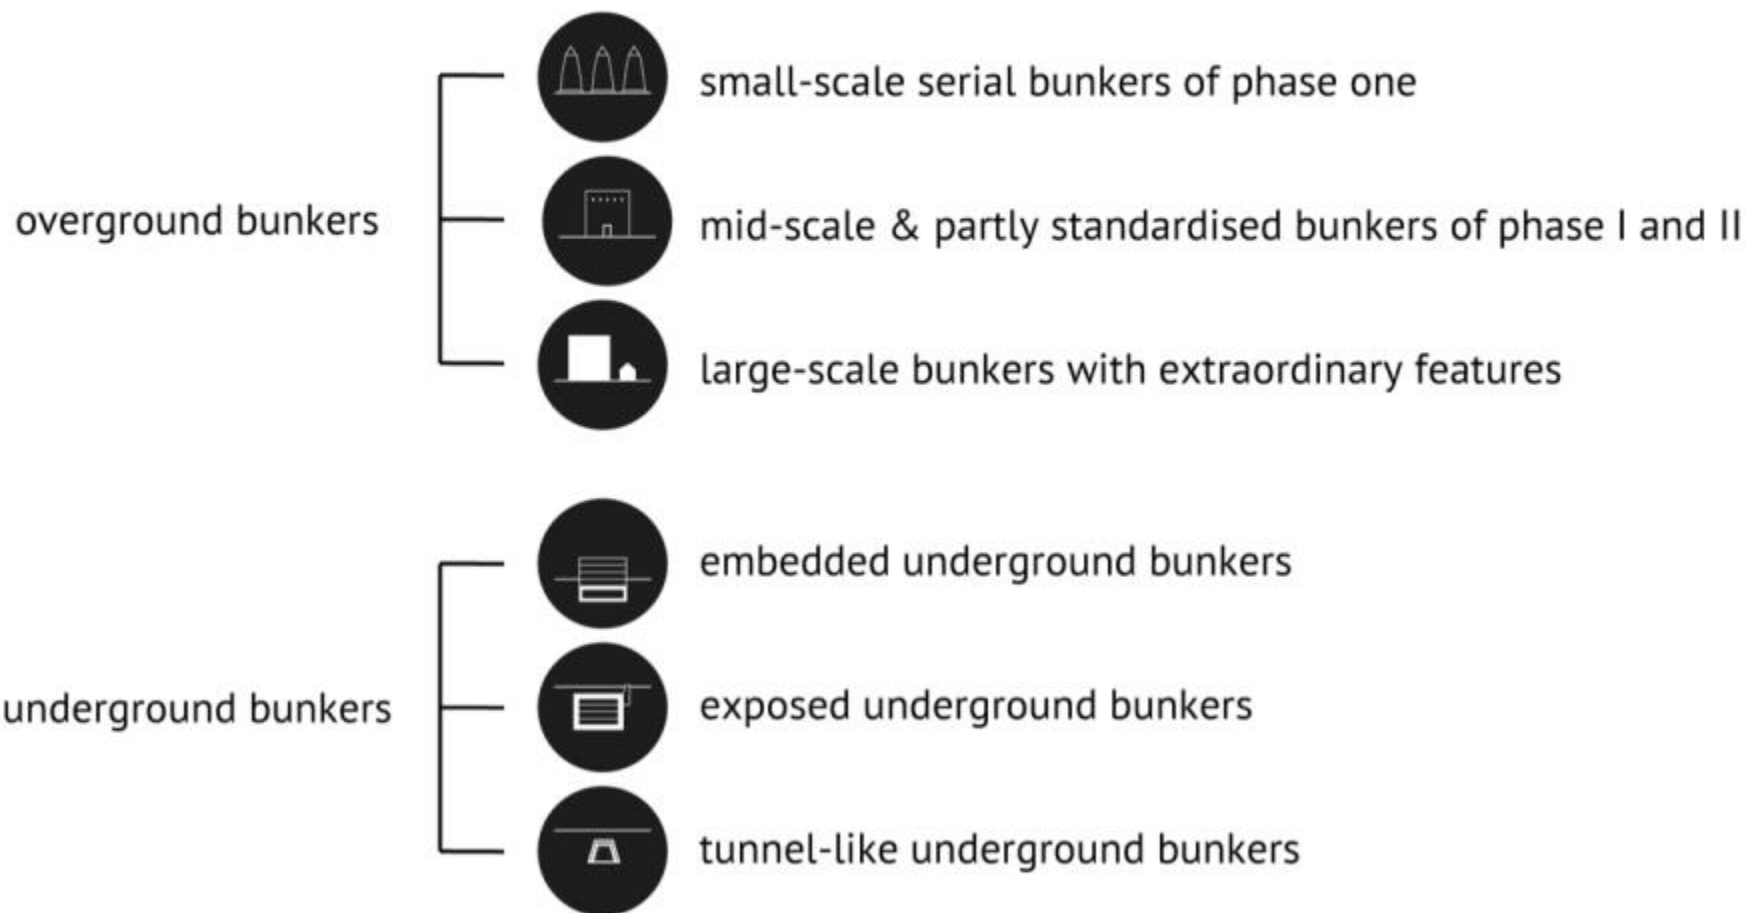 overground bunkers
small-scale serial bunkers of phase one
mid-scale & partly standardised bunkers of phase I and II
large-scale bunkers with extraordinary features
underground bunkers
embedded underground bunkers
exposed underground bunkers
tunnel-like underground bunkers